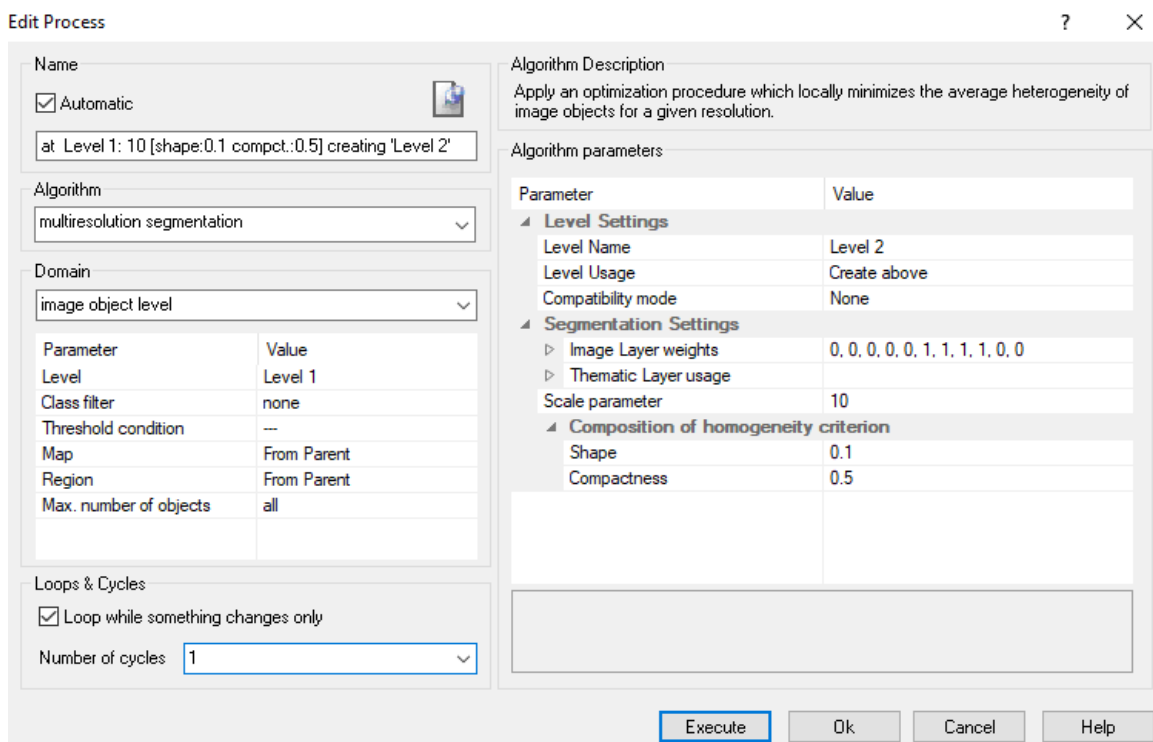 Edit Process
? ×
Name
Automatic
at Level 1: 10 [shape:0.1 compct.:0.5] creating 'Level 2'
Algorithm
multiresolution segmentation
Domain
image object level
Parameter Value
Level Level 1
Class filter none
Threshold condition ---
Map From Parent
Region From Parent
Max. number of objects all
Loops & Cycles
Loop while something changes only
Number of cycles 1
Algorithm Description
Apply an optimization procedure which locally minimizes the average heterogeneity of
image objects for a given resolution.
Algorithm parameters
Parameter Value
Level Settings
Level Name Level 2
Level Usage Create above
Compatibility mode None
Segmentation Settings
Image Layer weights 0, 0, 0, 0, 0, 1, 1, 1, 1, 0, 0
Thematic Layer usage
Scale parameter 10
Composition of homogeneity criterion
Shape 0.1
Compactness 0.5
Execute Ok Cancel Help